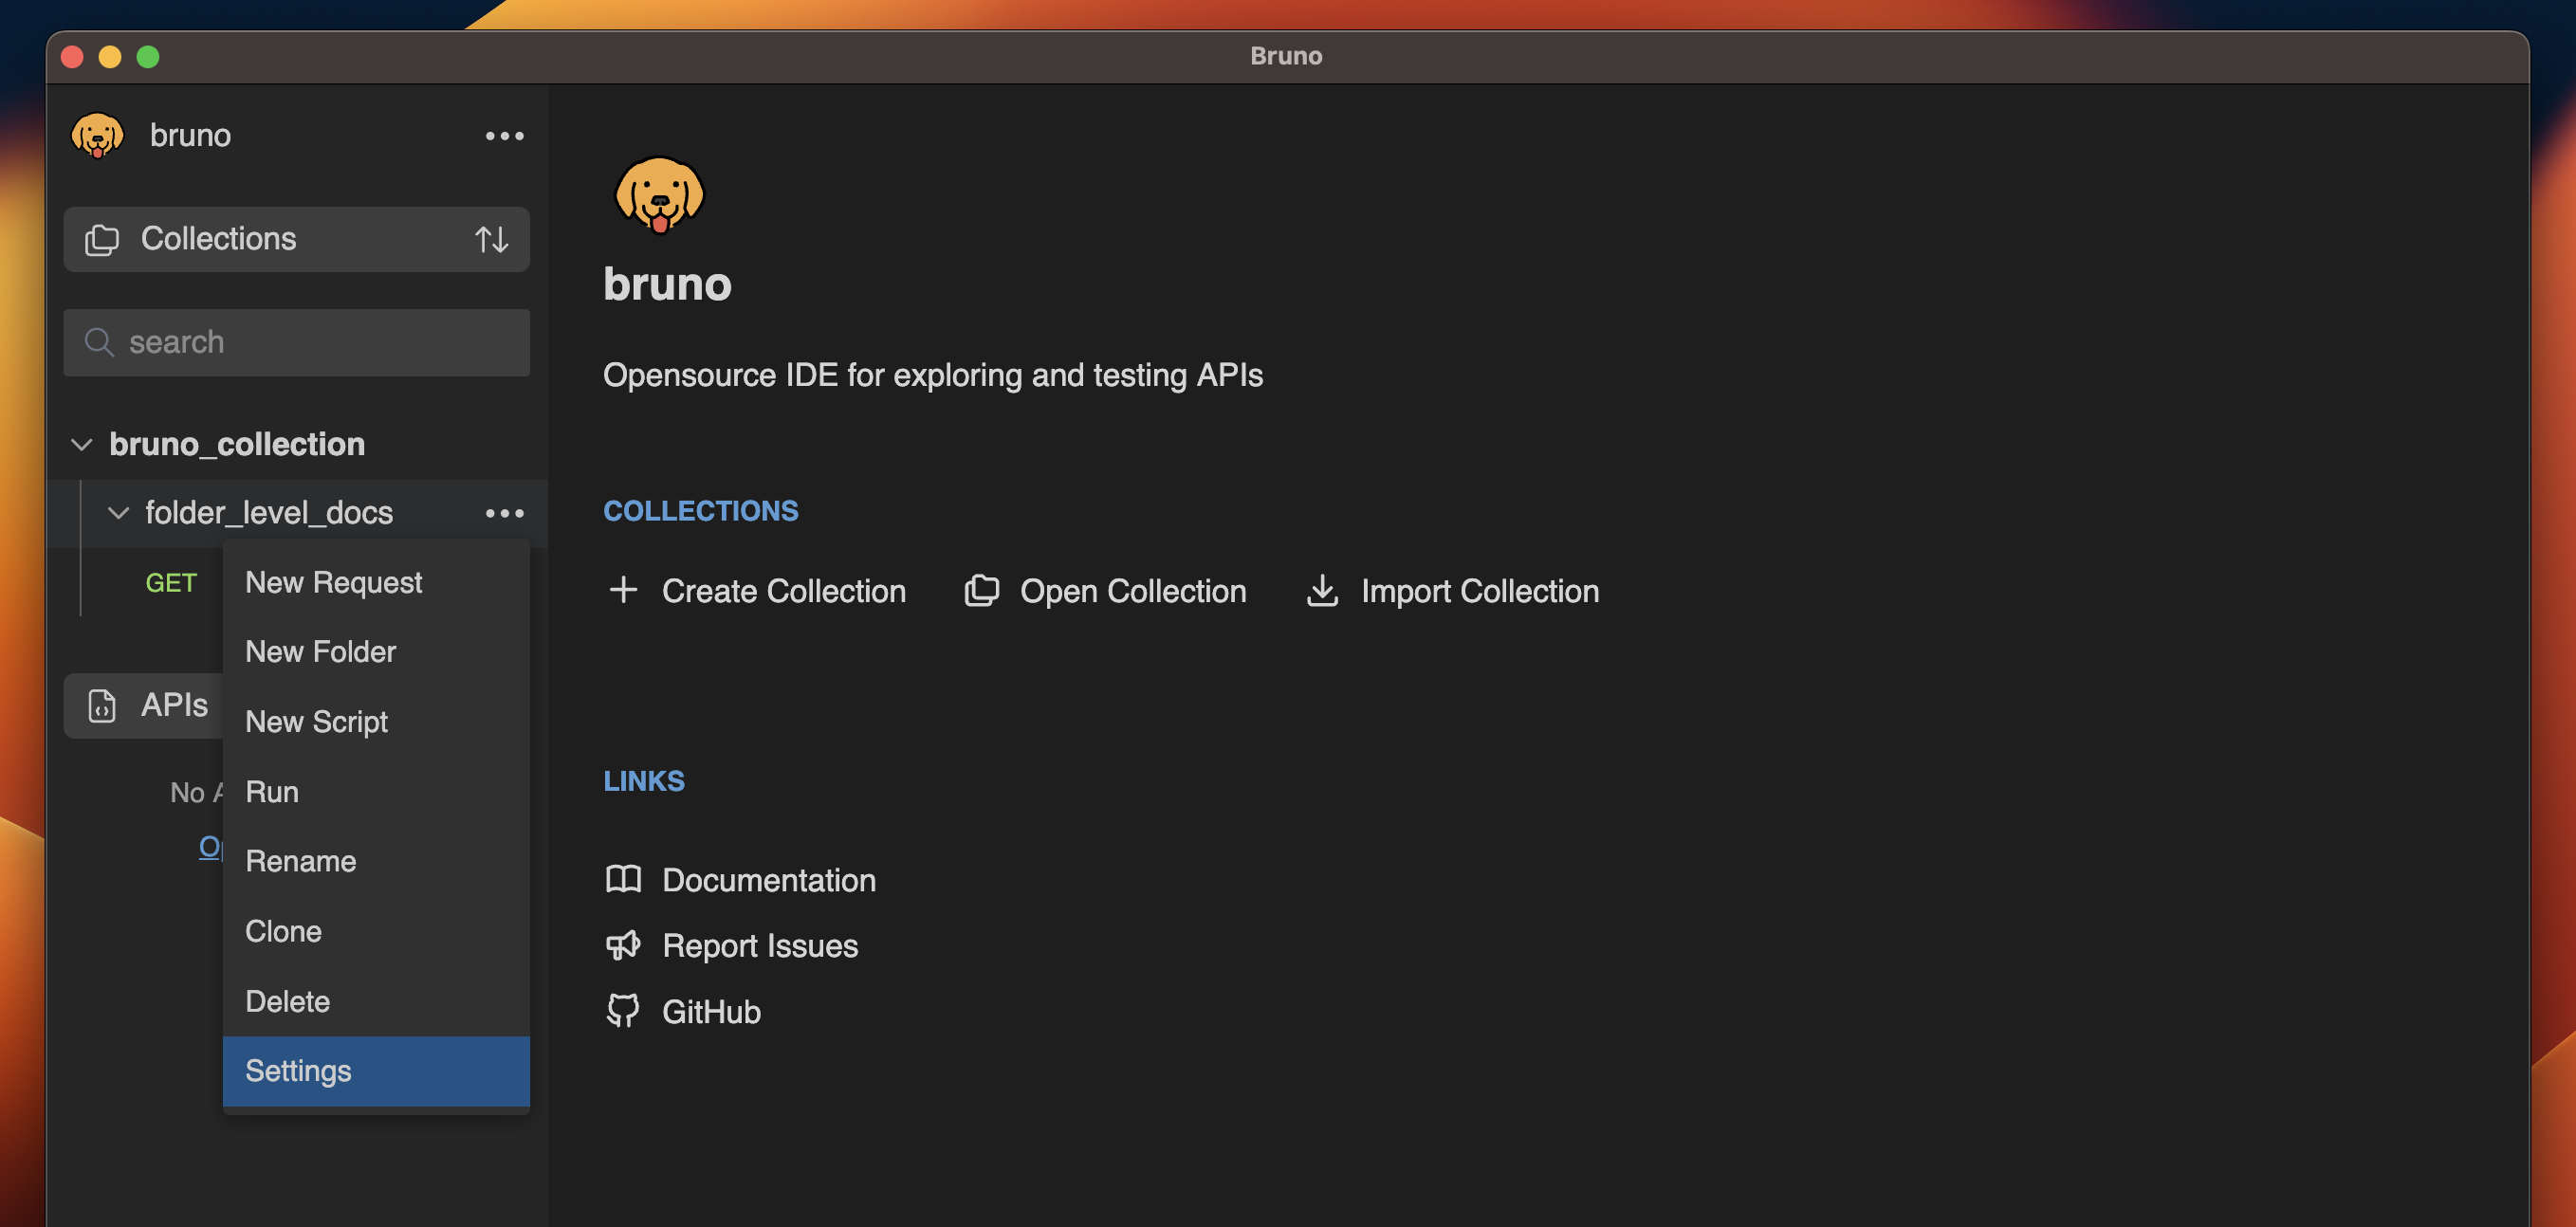 Bruno
bruno
Collections
search
bruno_collection
folder_level_docs
GET
New Request
New Folder
New Script
APIs
No
Run
Rename
Clone
Delete
Settings
bruno
Opensource IDE for exploring and testing APIs
COLLECTIONS
Create Collection
Open Collection
Import Collection
LINKS
Documentation
Report Issues
GitHub